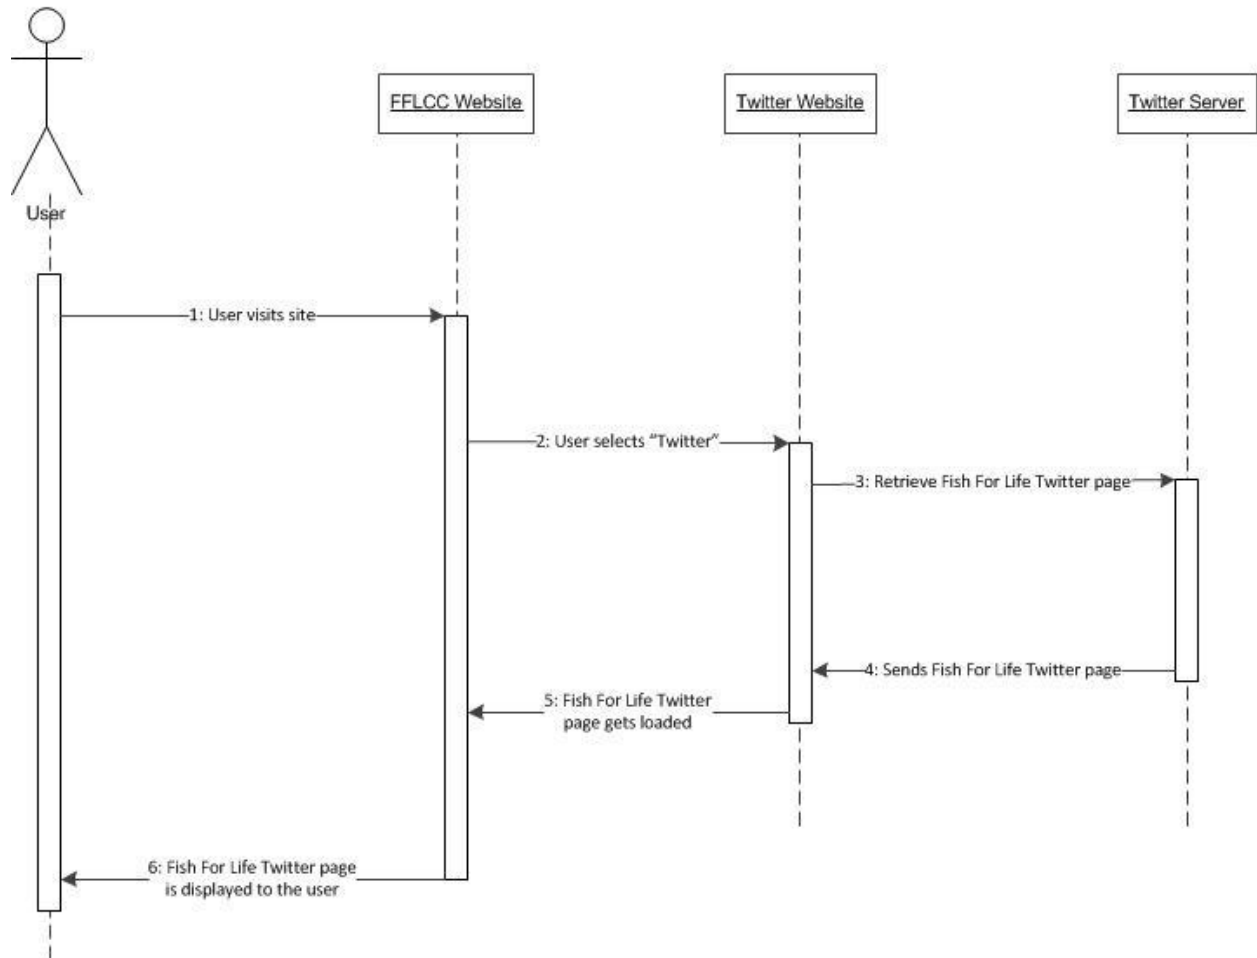 FFLCC Website
Twitter Website
Twitter Server
User
1: User visits site
2: User selects “Twitter”
3: Retrieve Fish For Life Twitter page
4: Sends Fish For Life Twitter page
5: Fish For Life Twitter
page gets loaded
6: Fish For Life Twitter page
is displayed to the user